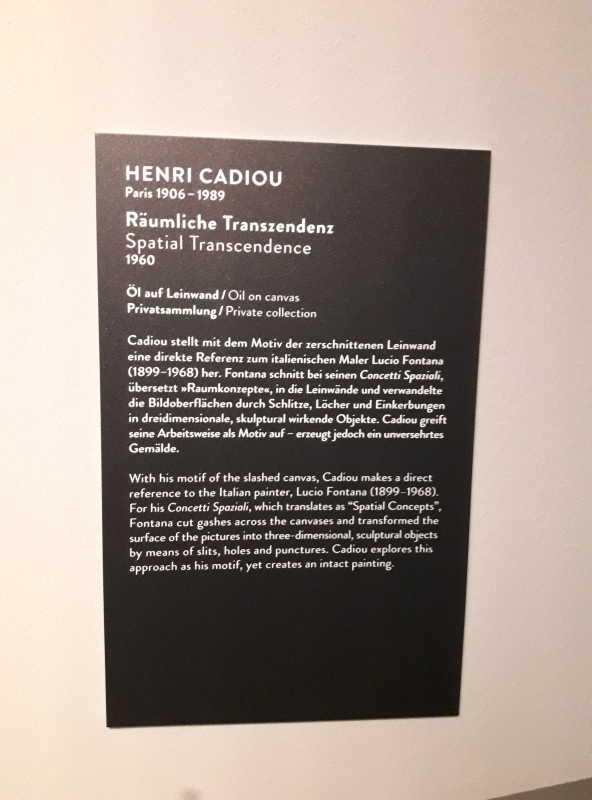 HENRI CADIOU
Paris 1906 – 1989
Räumliche Transzendenz
Spatial Transcendence
1960
Öl auf Leinwand / Oil on canvas
Privatsammlung / Private collection
Cadiou stellt mit dem Motiv der zerschnittenen Leinwand
eine direkte Referenz zum italienischen Maler Lucio Fontana
(1899–1968) her. Fontana schnitt bei seinen Concetti Spaziali,
übersetzt »Raumkonzepte«, in die Leinwände und verwandelte
die Bildoberflächen durch Schlitze, Löcher und Einkerbungen
in dreidimensionale, skulptural wirkende Objekte. Cadiou greift
seine Arbeitsweise als Motiv auf – erzeugt jedoch ein unversehrtes
Gemälde.
With his motif of the slashed canvas, Cadiou makes a direct
reference to the Italian painter, Lucio Fontana (1899–1968).
For his Concetti Spaziali, which translates as “Spatial Concepts”,
Fontana cut gashes across the canvases and transformed the
surface of the pictures into three-dimensional, sculptural objects
by means of slits, holes and punctures. Cadiou explores this
approach as his motif, yet creates an intact painting.